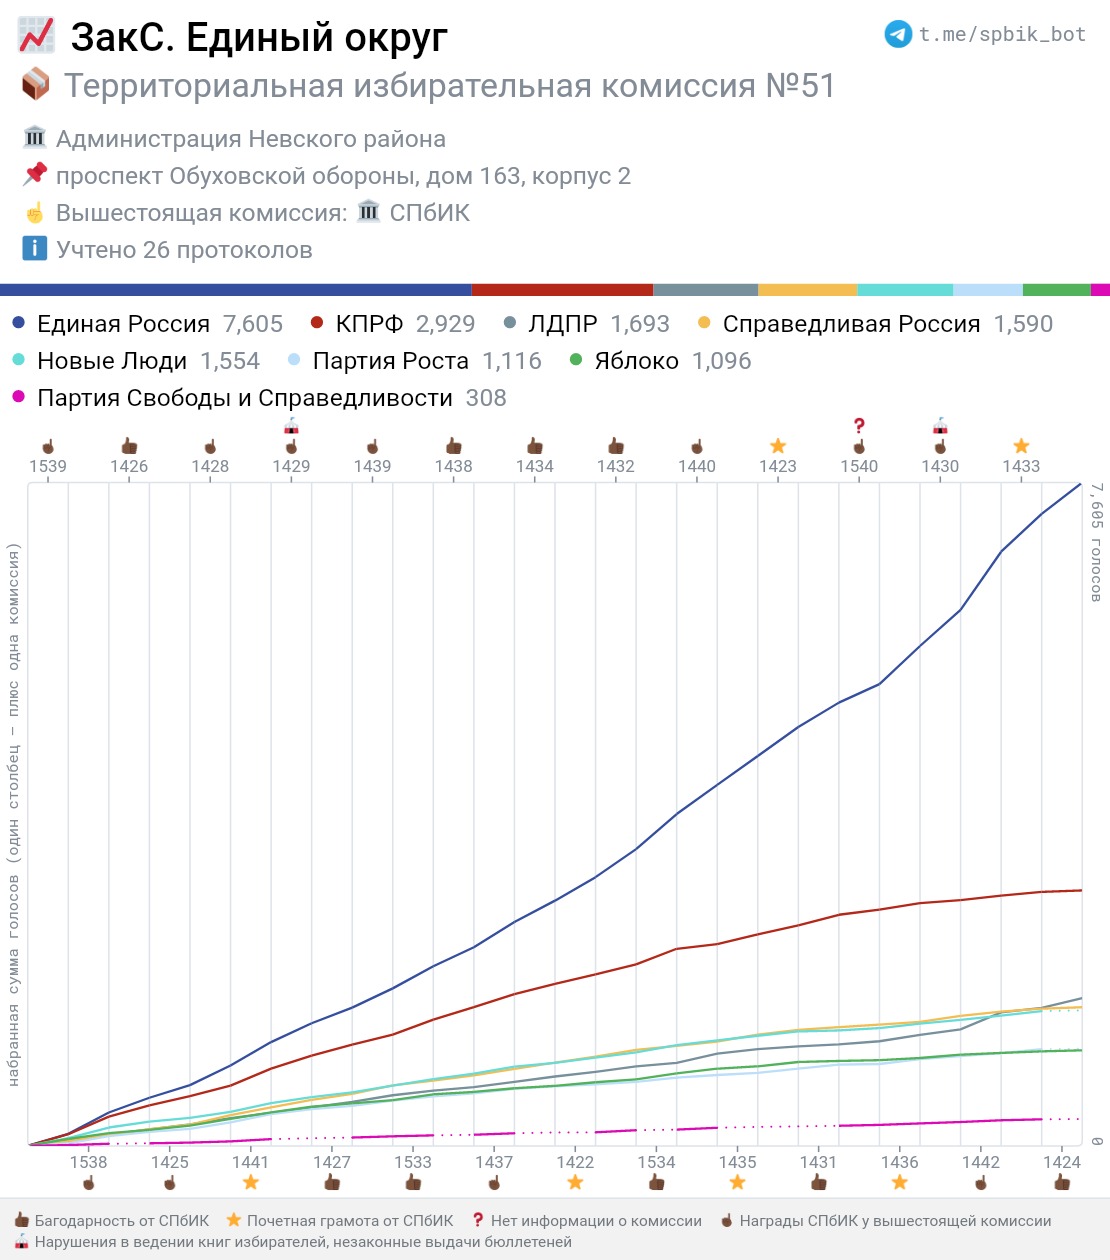 ЗакС. Единый округ
t.me/spbik_bot
Территориальная избирательная комиссия №51
Администрация Невского района
проспект Обуховской обороны, дом 163, корпус 2
Вышестоящая комиссия: СПбИК
Учтено 26 протоколов
Единая Россия 7,605 КПРФ 2,929 ЛДПР 1,693 Справедливая Россия 1,590
Новые Люди 1,554 Партия Роста 1,116 Яблоко 1,096
Партия Свободы и Справедливости 308
1539 1426 1428 1429 1439 1438 1434 1432 1440 1423 1540 1430 1433
7,605 голосов
набранная сумма голосов (один столбец – плюс одна комиссия)
0
1538 1425 1441 1427 1533 1437 1422 1534 1435 1431 1436 1442 1424
Багодарность от СПбИК Почетная грамота от СПбИК Нет информации о комиссии Награды СПбИК у вышестоящей комиссии
Нарушения в ведении книг избирателей, незаконные выдачи бюллетеней